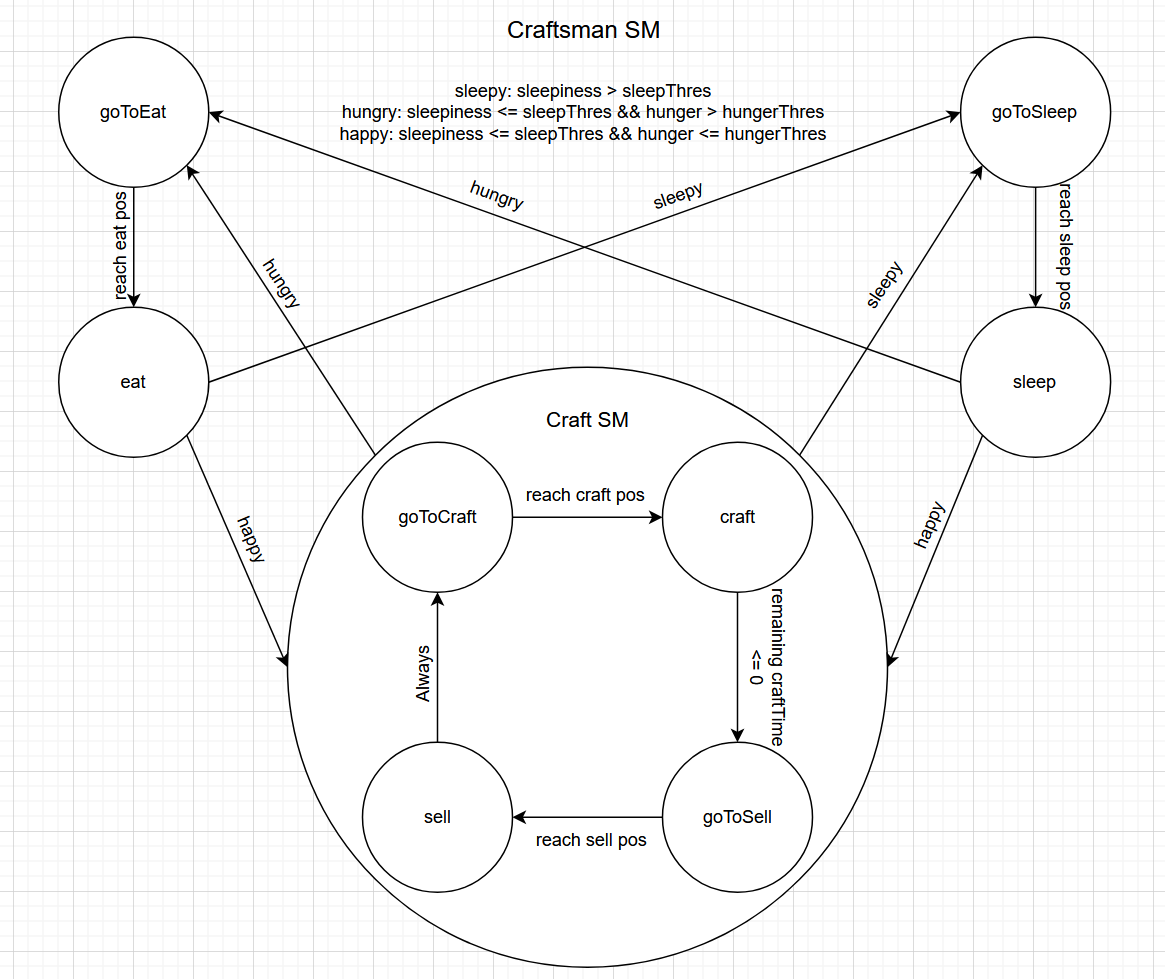 Craftsman SM
goToEat
sleepy: sleepiness > sleepThres
hungry: sleepiness <= sleepThres && hunger > hungerThres
happy: sleepiness <= sleepThres && hunger <= hungerThres
goToSleep
hungry
sleepy
reach eat pos
hungry
sleepy
reach sleep pos
eat
sleep
Craft SM
happy
goToCraft
reach craft pos
craft
happy
Always
remaining craftTime
<= 0
sell
reach sell pos
goToSell